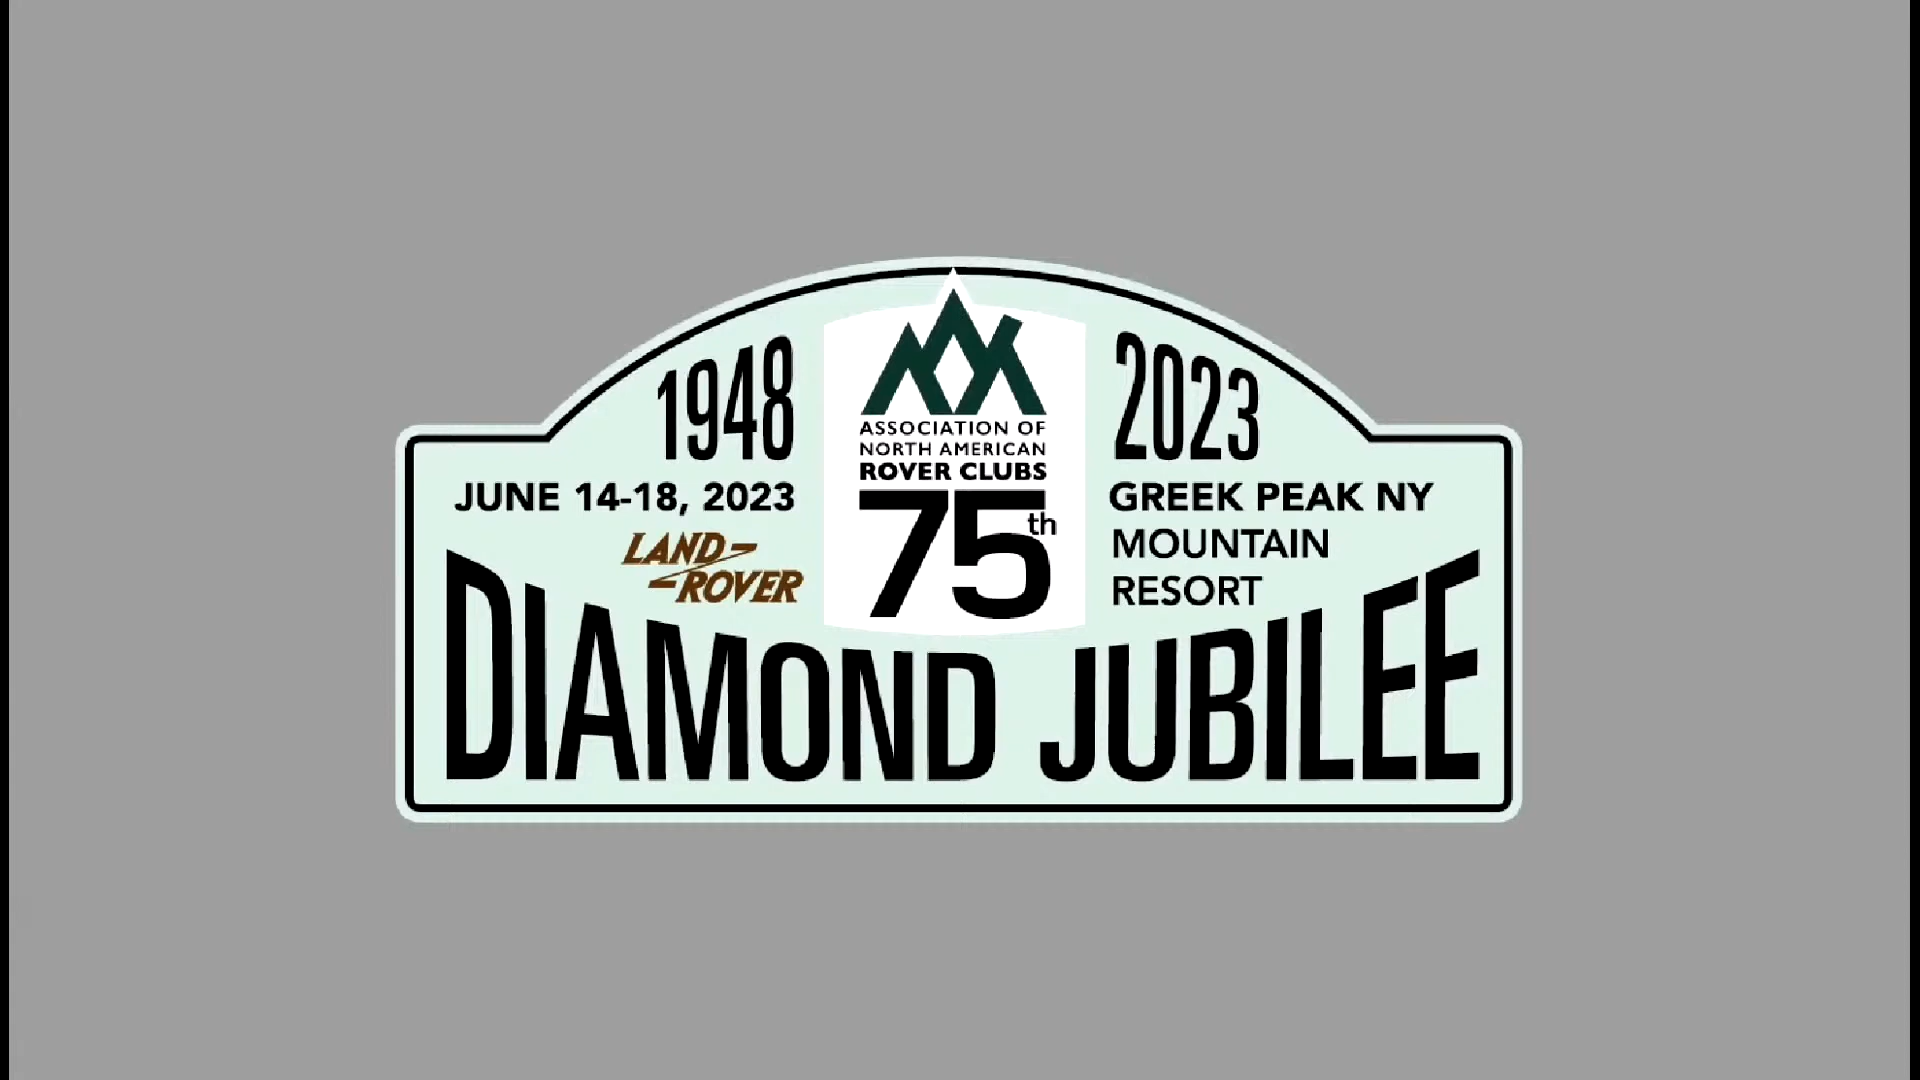 1948
2023
ASSOCIATION OF
NORTH AMERICAN
ROVER CLUBS
75th
JUNE 14-18, 2023
LAND
ROVER
GREEK PEAK NY
MOUNTAIN
RESORT
DIAMOND JUBILEE